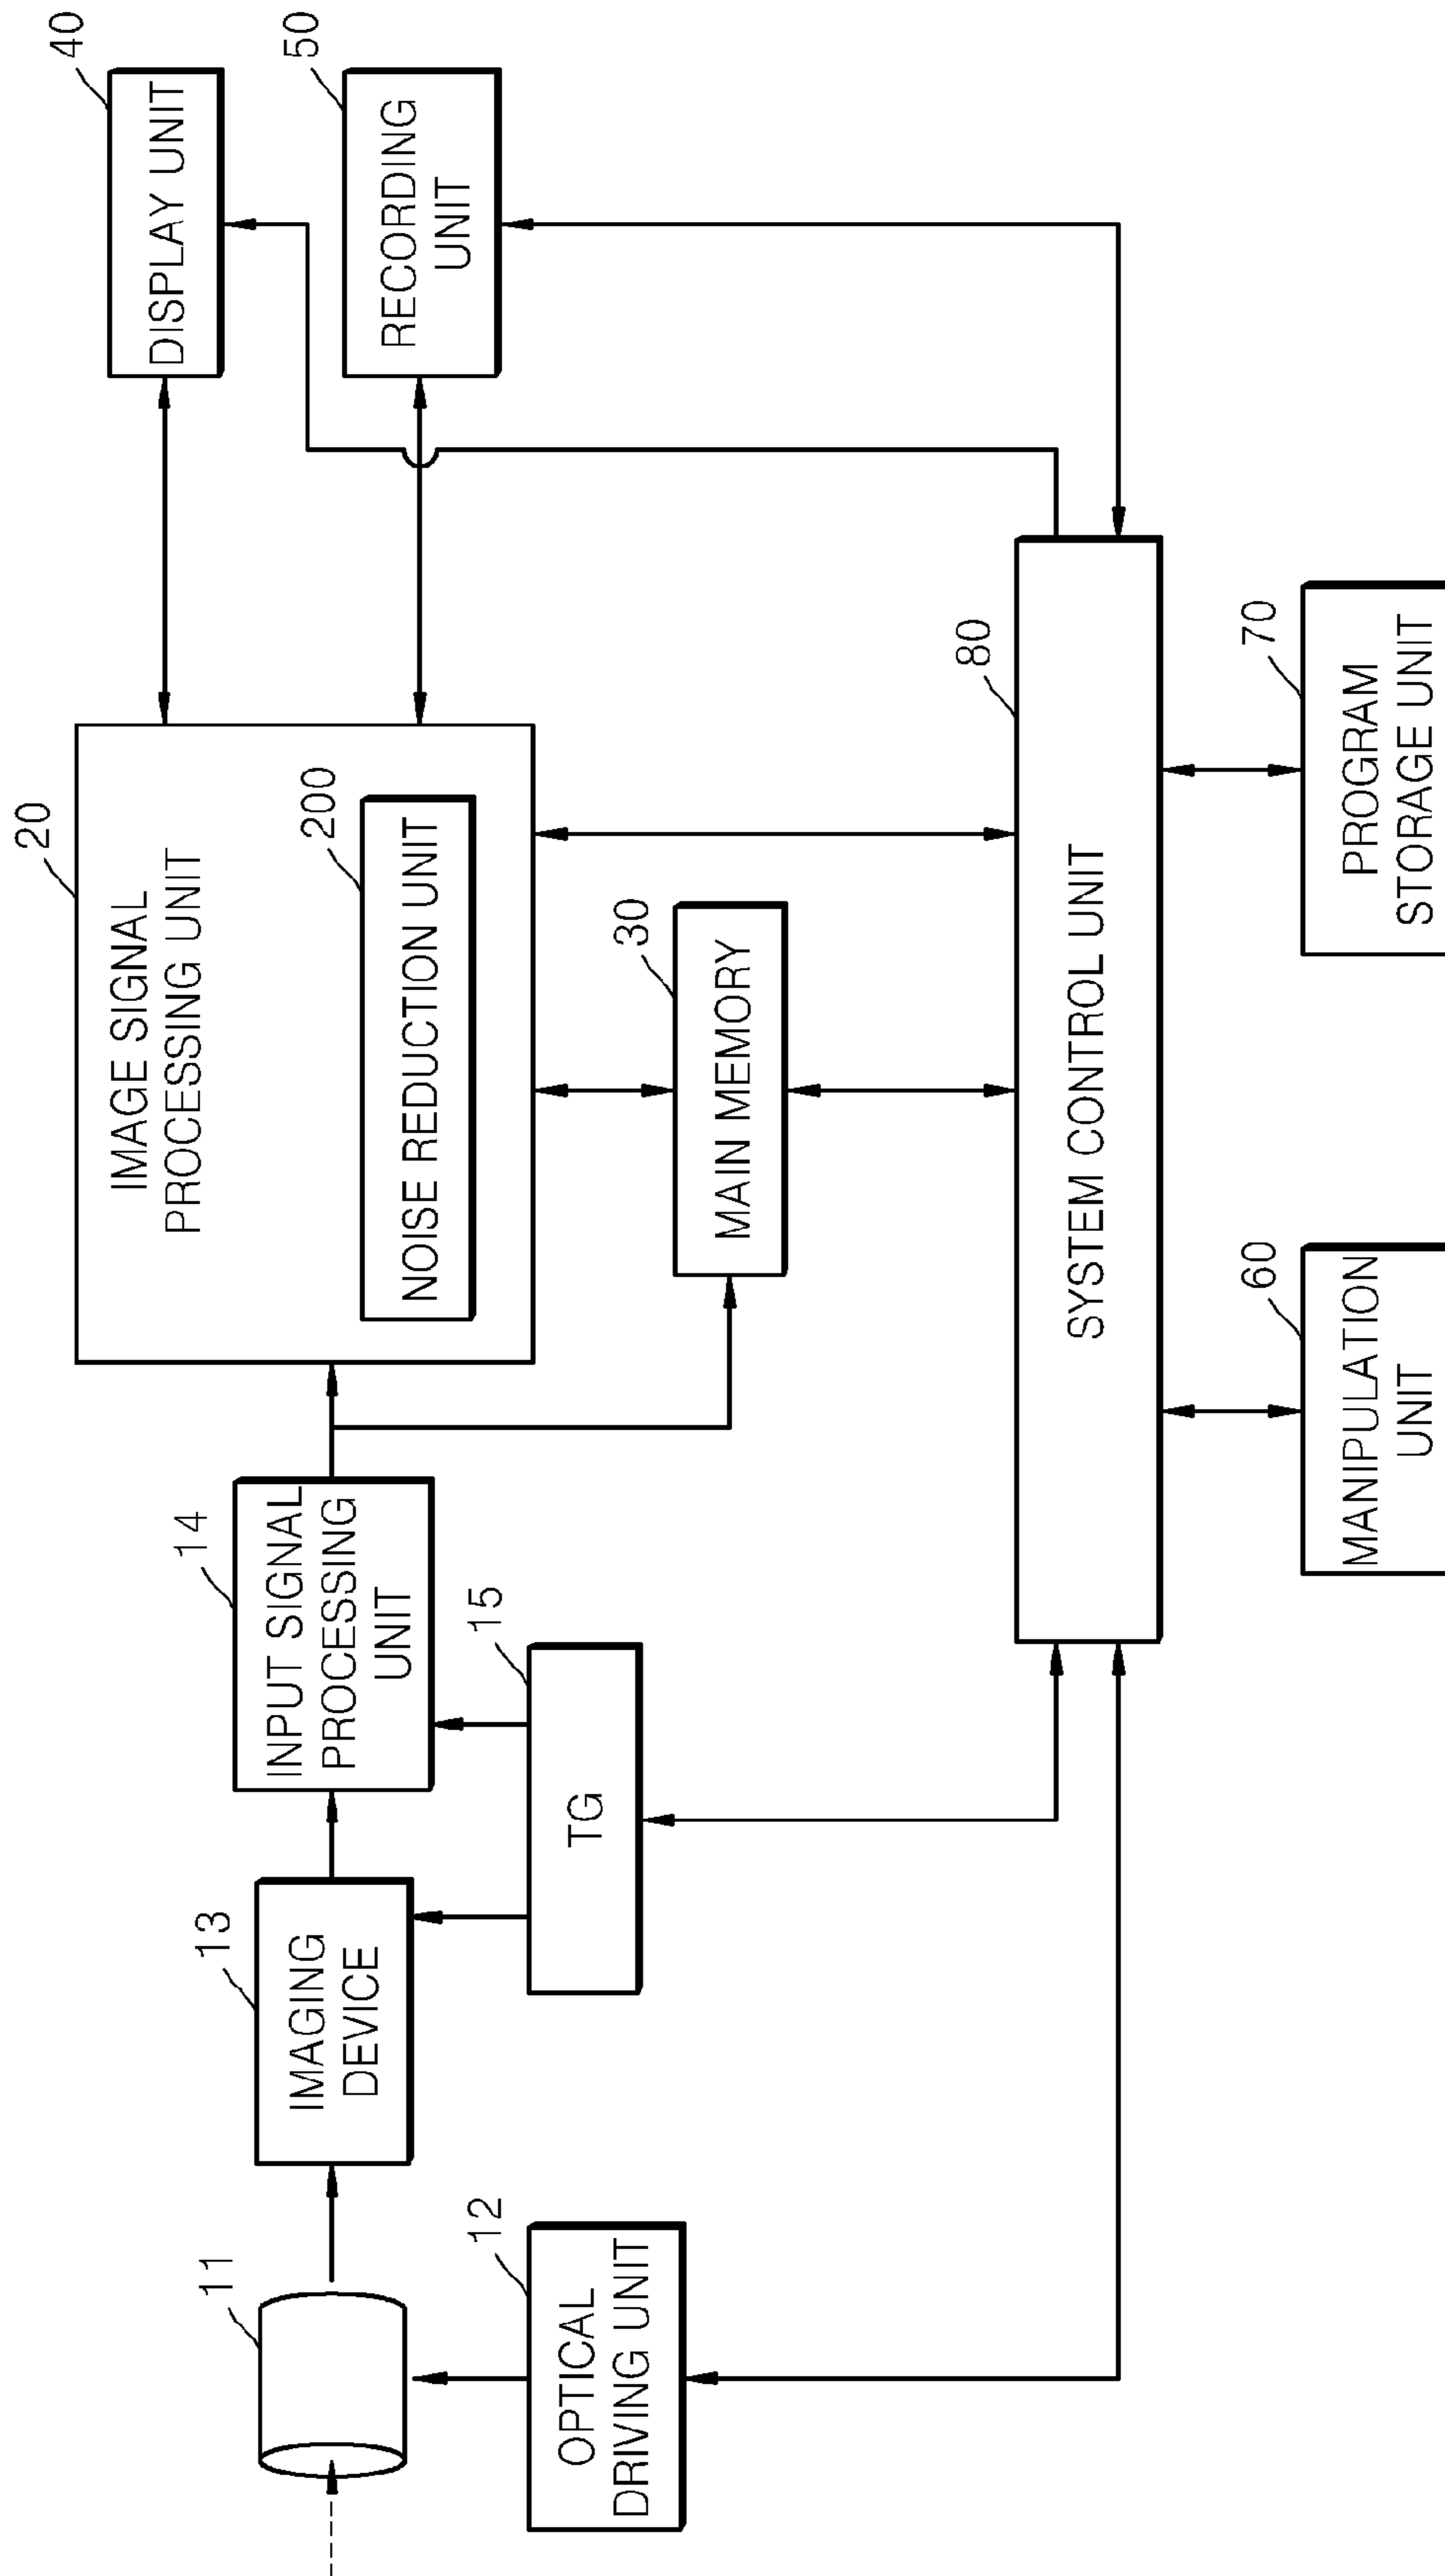 11
12
OPTICAL
DRIVING UNIT
13
IMAGING
DEVICE
14
INPUT SIGNAL
PROCESSING
UNIT
15
TG
20
IMAGE SIGNAL
PROCESSING UNIT
200
NOISE REDUCTION UNIT
30
MAIN MEMORY
40
DISPLAY UNIT
50
RECORDING
UNIT
80
SYSTEM CONTROL UNIT
60
MANIPULATION
UNIT
70
PROGRAM
STORAGE UNIT